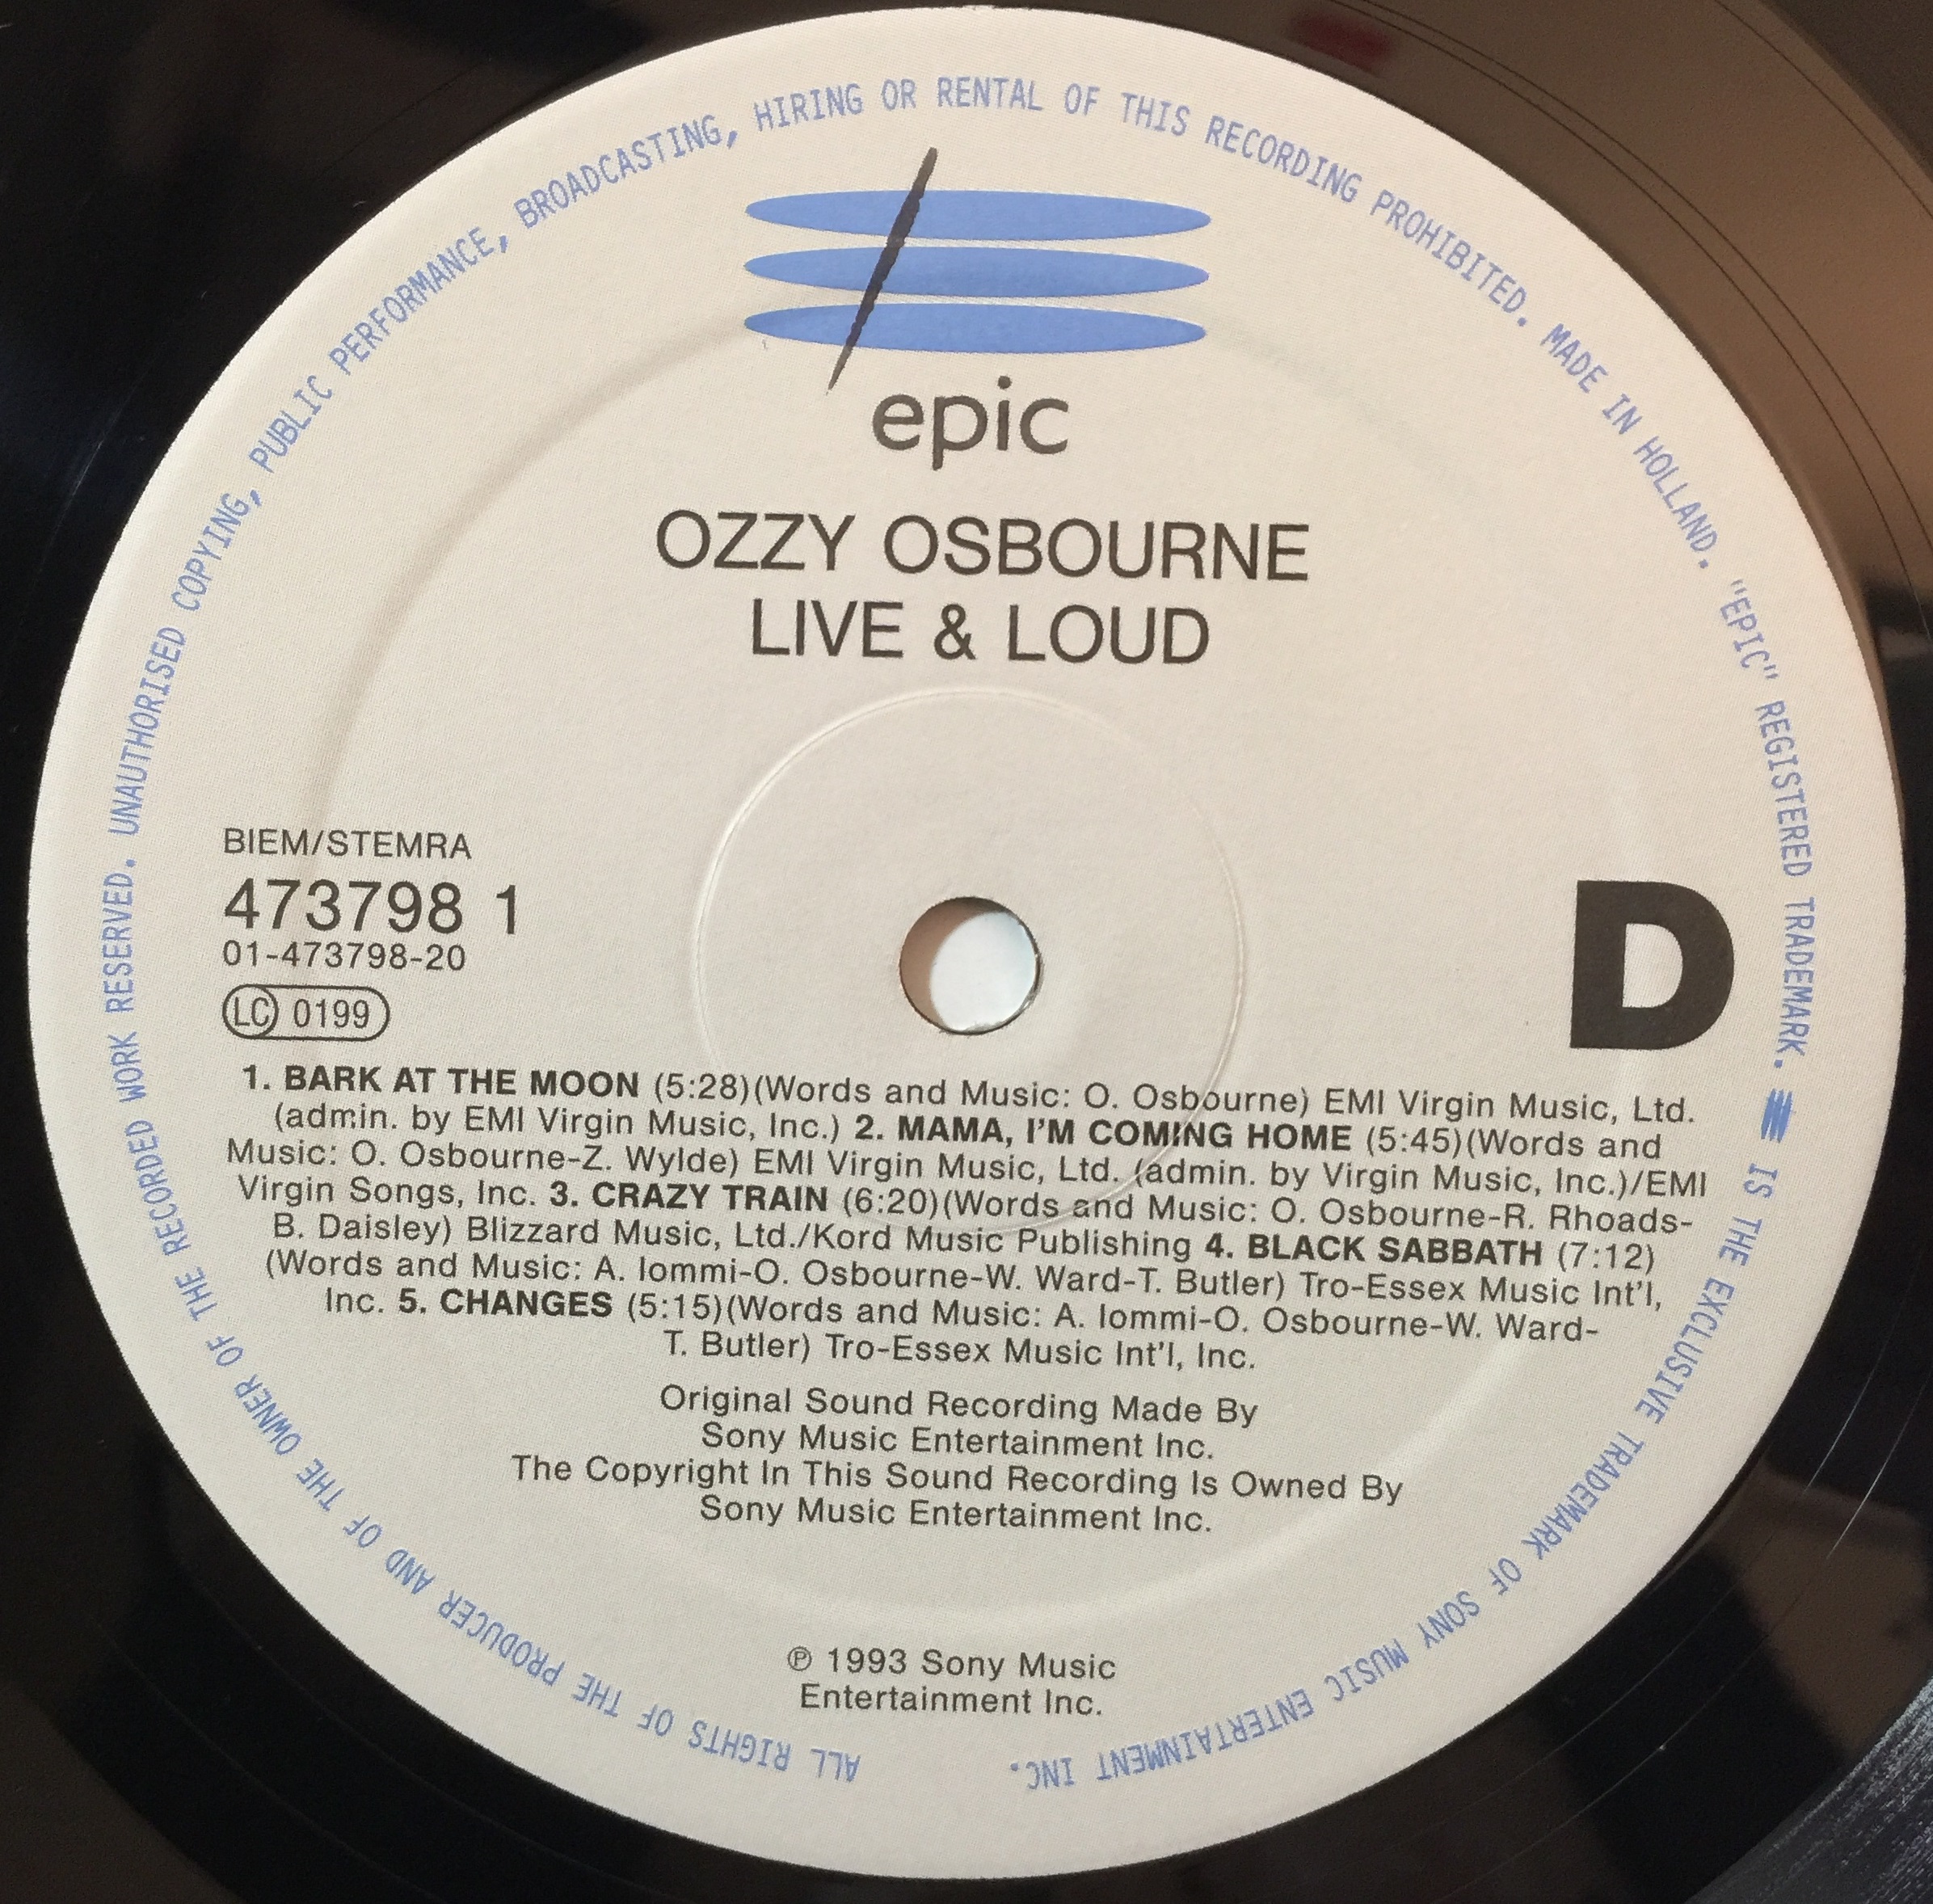 ALL RIGHTS OF THE PRODUCER AND OF THE OWNER OF THE RECORDED WORK RESERVED. UNAUTHORISED COPYING, PUBLIC PERFORMANCE, BROADCASTING, HIRING OR RENTAL OF THIS RECORDING PROHIBITED. MADE IN HOLLAND. "EPIC" REGISTERED TRADEMARK. IS THE EXCLUSIVE TRADEMARK OF SONY MUSIC ENTERTAINMENT INC.
epic
OZZY OSBOURNE
LIVE & LOUD
BIEM/STEMRA
473798 1
01-473798-20
LC 0199
D
1. BARK AT THE MOON (5:28)(Words and Music: O. Osbourne) EMI Virgin Music, Ltd.
(admin. by EMI Virgin Music, Inc.) 2. MAMA, I'M COMING HOME (5:45)(Words and
Music: O. Osbourne-Z. Wylde) EMI Virgin Music, Ltd. (admin. by Virgin Music, Inc.)/EMI
Virgin Songs, Inc. 3. CRAZY TRAIN (6:20)(Words and Music: O. Osbourne-R. Rhoads-
B. Daisley) Blizzard Music, Ltd./Kord Music Publishing 4. BLACK SABBATH (7:12)
(Words and Music: A. Iommi-O. Osbourne-W. Ward-T. Butler) Tro-Essex Music Int'l,
Inc. 5. CHANGES (5:15)(Words and Music: A. Iommi-O. Osbourne-W. Ward-
T. Butler) Tro-Essex Music Int'l, Inc.
Original Sound Recording Made By
Sony Music Entertainment Inc.
The Copyright In This Sound Recording Is Owned By
Sony Music Entertainment Inc.
℗ 1993 Sony Music
Entertainment Inc.